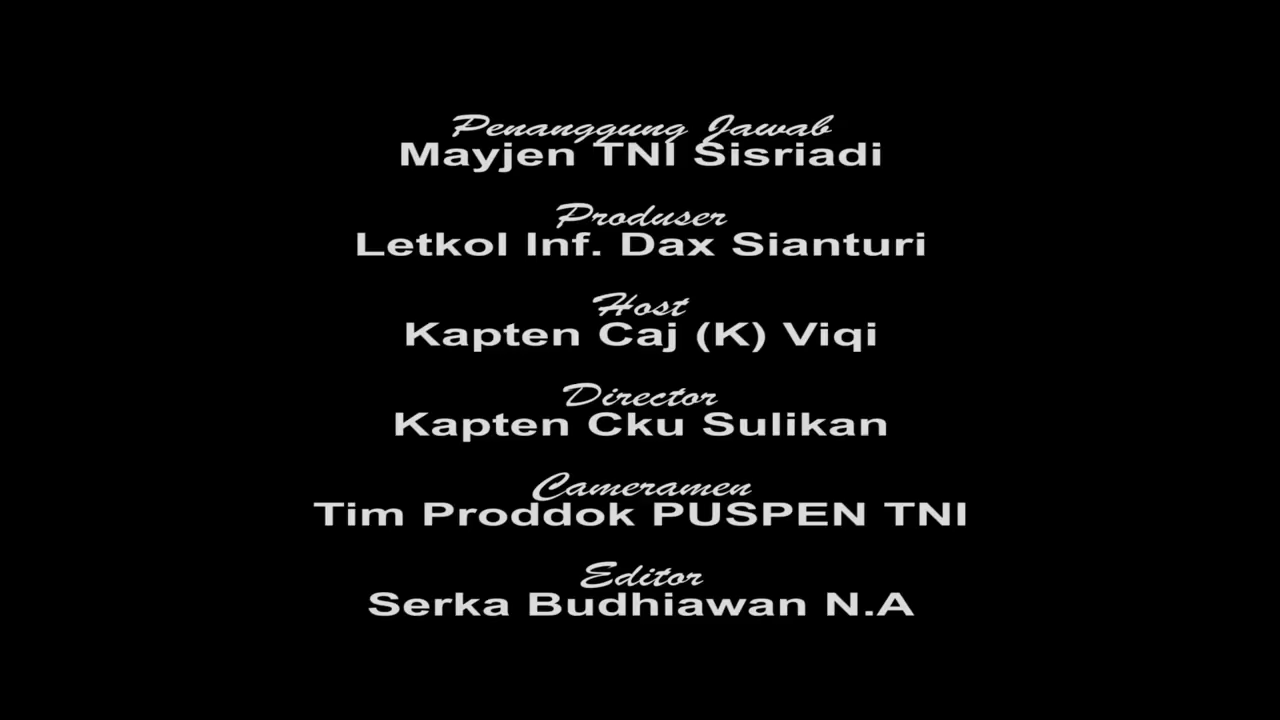 Penanggung Jawab
Mayjen TNI Sisriadi
Produser
Letkol Inf. Dax Sianturi
Host
Kapten Caj (K) Viqi
Director
Kapten Cku Sulikan
Cameramen
Tim Proddok PUSPEN TNI
Editor
Serka Budhiawan N.A